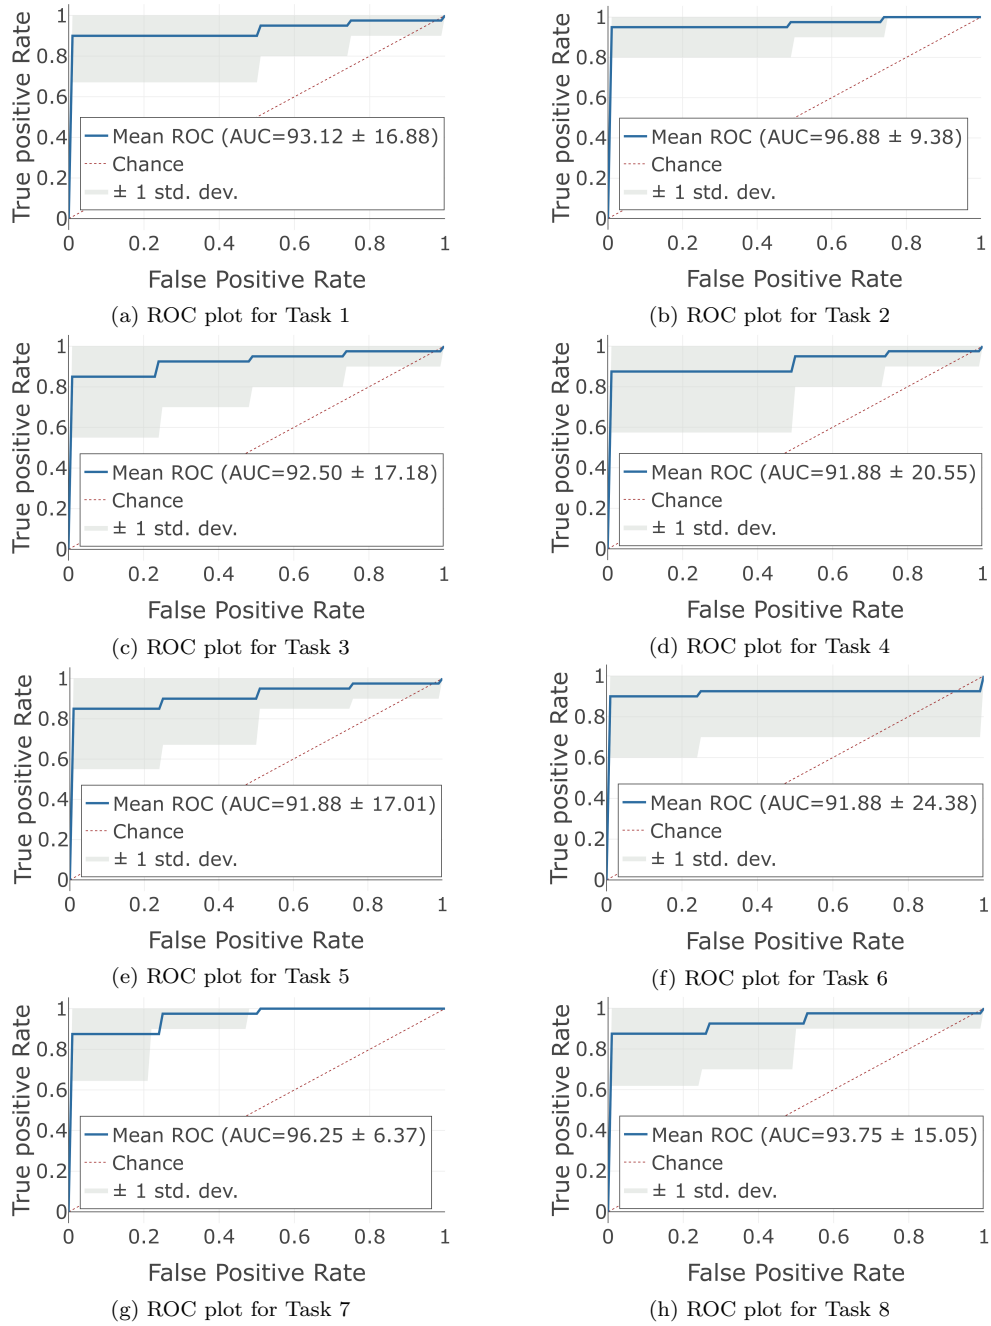 True positive Rate
1
0.8
0.6
0.4
0.2
0
Mean ROC (AUC=93.12 ± 16.88)
Chance
± 1 std. dev.
0 0.2 0.4 0.6 0.8 1
False Positive Rate
(a) ROC plot for Task 1
True positive Rate
1
0.8
0.6
0.4
0.2
0
Mean ROC (AUC=96.88 ± 9.38)
Chance
± 1 std. dev.
0 0.2 0.4 0.6 0.8 1
False Positive Rate
(b) ROC plot for Task 2
True positive Rate
1
0.8
0.6
0.4
0.2
0
Mean ROC (AUC=92.50 ± 17.18)
Chance
± 1 std. dev.
0 0.2 0.4 0.6 0.8 1
False Positive Rate
(c) ROC plot for Task 3
True positive Rate
1
0.8
0.6
0.4
0.2
0
Mean ROC (AUC=91.88 ± 20.55)
Chance
± 1 std. dev.
0 0.2 0.4 0.6 0.8 1
False Positive Rate
(d) ROC plot for Task 4
True positive Rate
1
0.8
0.6
0.4
0.2
0
Mean ROC (AUC=91.88 ± 17.01)
Chance
± 1 std. dev.
0 0.2 0.4 0.6 0.8 1
False Positive Rate
(e) ROC plot for Task 5
True positive Rate
1
0.8
0.6
0.4
0.2
0
Mean ROC (AUC=91.88 ± 24.38)
Chance
± 1 std. dev.
0 0.2 0.4 0.6 0.8 1
False Positive Rate
(f) ROC plot for Task 6
True positive Rate
1
0.8
0.6
0.4
0.2
0
Mean ROC (AUC=96.25 ± 6.37)
Chance
± 1 std. dev.
0 0.2 0.4 0.6 0.8 1
False Positive Rate
(g) ROC plot for Task 7
True positive Rate
1
0.8
0.6
0.4
0.2
0
Mean ROC (AUC=93.75 ± 15.05)
Chance
± 1 std. dev.
0 0.2 0.4 0.6 0.8 1
False Positive Rate
(h) ROC plot for Task 8